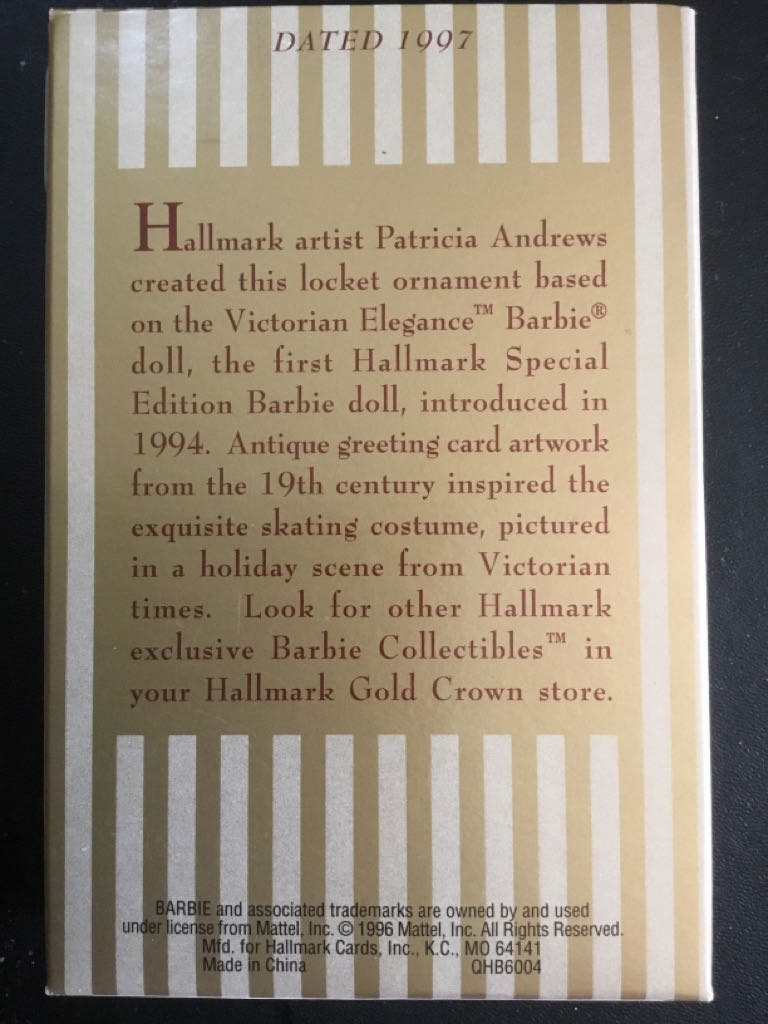 DATED 1997
Hallmark artist Patricia Andrews
created this locket ornament based
on the Victorian Elegance™ Barbie®
doll, the first Hallmark Special
Edition Barbie doll, introduced in
1994. Antique greeting card artwork
from the 19th century inspired the
exquisite skating costume, pictured
in a holiday scene from Victorian
times. Look for other Hallmark
exclusive Barbie Collectibles™ in
your Hallmark Gold Crown store.
BARBIE and associated trademarks are owned by and used
under license from Mattel, Inc. © 1996 Mattel, Inc. All Rights Reserved.
Mfd. for Hallmark Cards, Inc., K.C., MO 64141
Made in China QHB6004